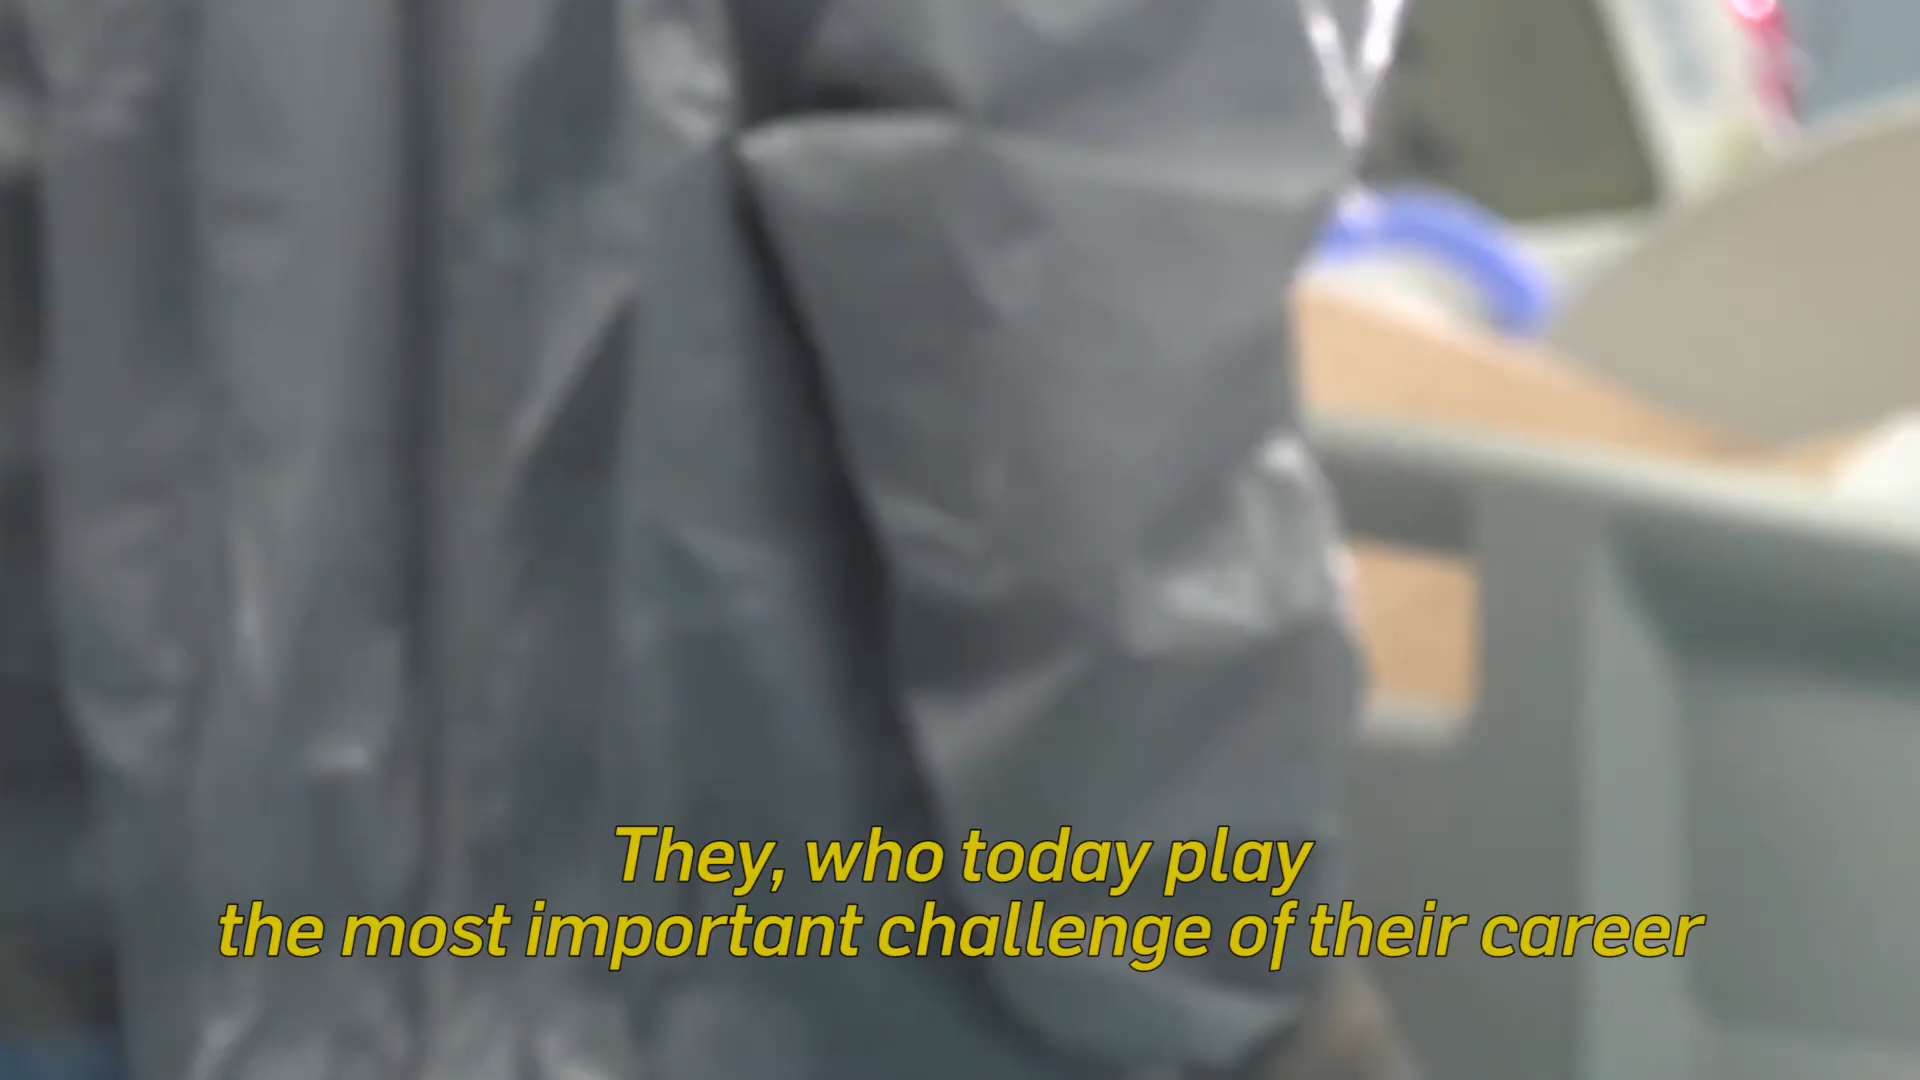 They, who today play
the most important challenge of their career